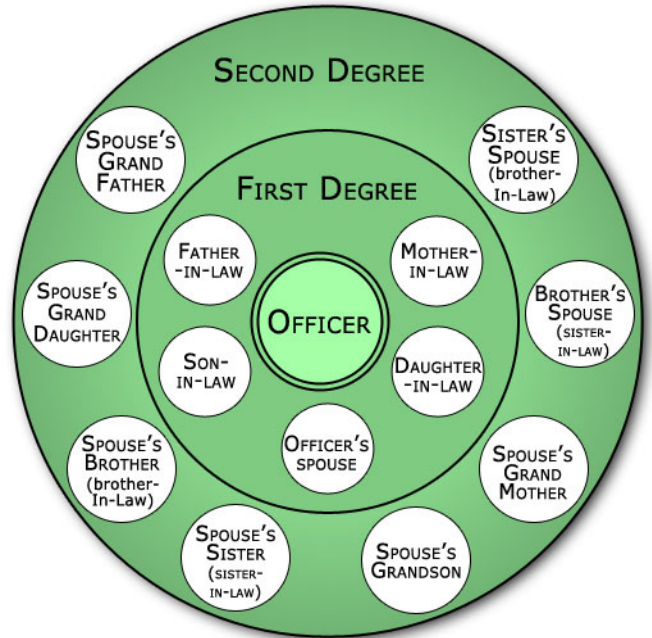 SECOND DEGREE
SPOUSE'S
GRAND
FATHER
SISTER'S
SPOUSE
(brother-
In-Law)
FIRST DEGREE
FATHER
-IN-LAW
MOTHER-
IN-LAW
SPOUSE'S
GRAND
DAUGHTER
OFFICER
BROTHER'S
SPOUSE
(SISTER-
IN-LAW)
SON-
IN-LAW
DAUGHTER
-IN-LAW
SPOUSE'S
BROTHER
(brother-
In-Law)
OFFICER'S
SPOUSE
SPOUSE'S
GRAND
MOTHER
SPOUSE'S
SISTER
(SISTER-
IN-LAW)
SPOUSE'S
GRANDSON